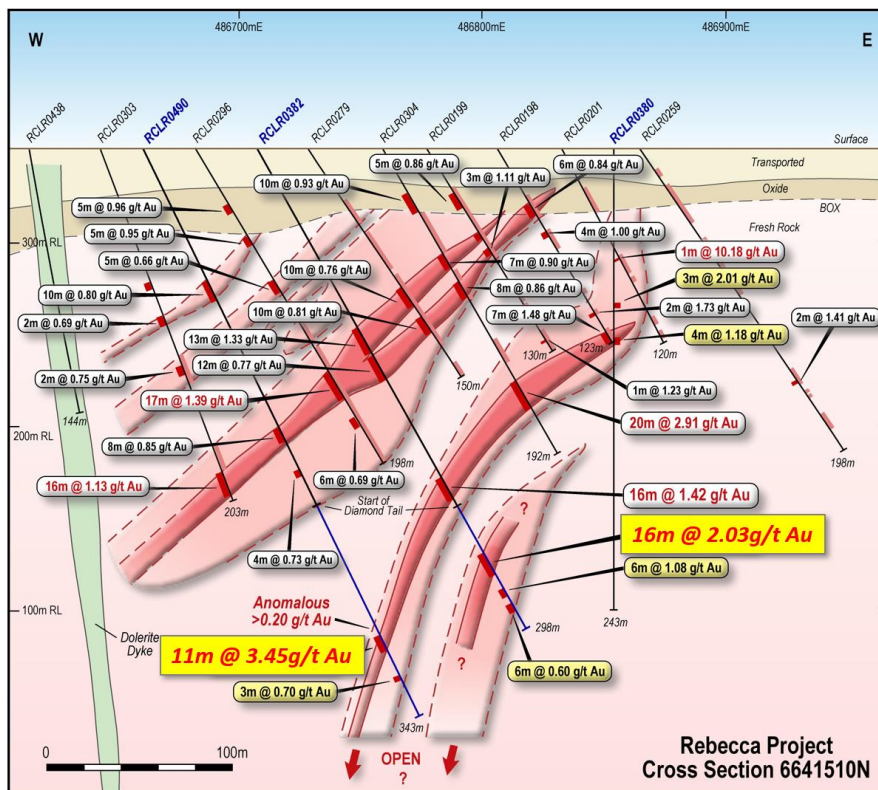 486700mE
486800mE
486900mE
W
E
RCLR0438
RCLR0303
RCLR0490
RCLR0296
RCLR0382
RCLR0279
RCLR0304
RCLR0199
RCLR0198
RCLR0201
RCLR0380
RCLR0259
Surface
Transported
Oxide
BOX
Fresh Rock
5m @ 0.86 g/t Au
6m @ 0.84 g/t Au
3m @ 1.11 g/t Au
10m @ 0.93 g/t Au
5m @ 0.96 g/t Au
5m @ 0.95 g/t Au
4m @ 1.00 g/t Au
300m RL
1m @ 10.18 g/t Au
5m @ 0.66 g/t Au
7m @ 0.90 g/t Au
10m @ 0.76 g/t Au
3m @ 2.01 g/t Au
8m @ 0.86 g/t Au
10m @ 0.80 g/t Au
2m @ 1.73 g/t Au
10m @ 0.81 g/t Au
7m @ 1.48 g/t Au
2m @ 1.41 g/t Au
2m @ 0.69 g/t Au
13m @ 1.33 g/t Au
4m @ 1.18 g/t Au
130m
123m
120m
12m @ 0.77 g/t Au
2m @ 0.75 g/t Au
150m
1m @ 1.23 g/t Au
17m @ 1.39 g/t Au
144m
20m @ 2.91 g/t Au
200m RL
8m @ 0.85 g/t Au
192m
198m
198m
6m @ 0.69 g/t Au
16m @ 1.13 g/t Au
16m @ 1.42 g/t Au
203m
Start of
Diamond Tail
?
16m @ 2.03g/t Au
4m @ 0.73 g/t Au
6m @ 1.08 g/t Au
Anomalous
>0.20 g/t Au
100m RL
243m
298m
Dolerite
Dyke
11m @ 3.45g/t Au
?
6m @ 0.60 g/t Au
3m @ 0.70 g/t Au
343m
0
100m
OPEN
?
Rebecca Project
Cross Section 6641510N